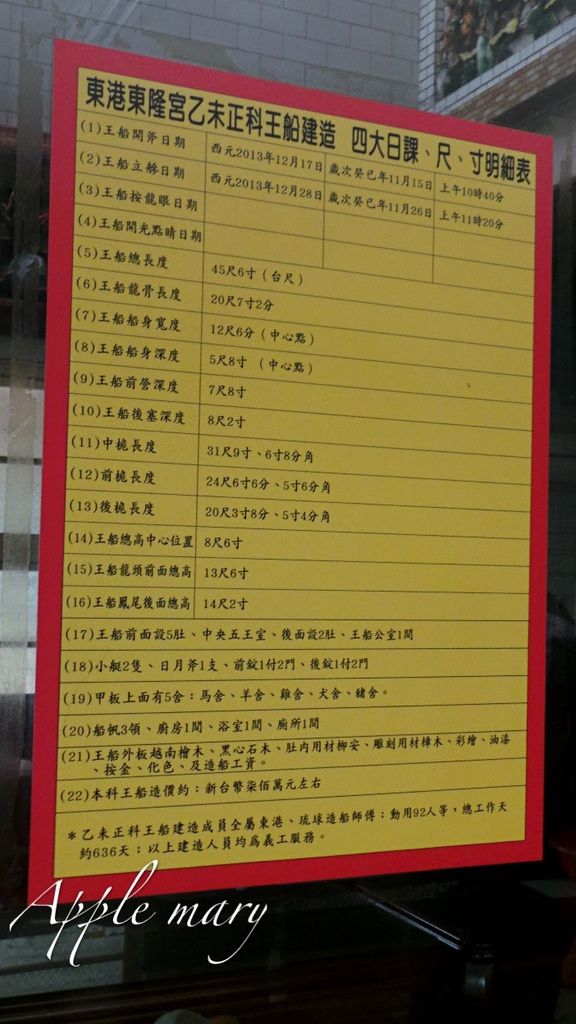 東港東隆宮乙未正科王船建造 四大日課、尺、寸明細表
(1)王船開斧日期 西元2013年12月17日 歲次癸巳年11月15日 上午10時40分
(2)王船立艌日期 西元2013年12月28日 歲次癸巳年11月26日 上午11時20分
(3)王船按龍眼日期
(4)王船開光點睛日期
(5)王船總長度 45尺6寸(台尺)
(6)王船龍骨長度 20尺7寸2分
(7)王船船身寬度 12尺6分(中心點)
(8)王船船身深度 5尺8寸 (中心點)
(9)王船前營深度 7尺8寸
(10)王船後塞深度 8尺2寸
(11)中桅長度 31尺9寸、6寸8分角
(12)前桅長度 24尺6寸6分、5寸6分角
(13)後桅長度 20尺3寸8分、5寸4分角
(14)王船總高中心位置 8尺6寸
(15)王船龍頭前面總高 13尺6寸
(16)王船鳳尾後面總高 14尺2寸
(17)王船前面設5肚、中央五王室、後面設2肚、王船公室1間
(18)小艇2隻、日月斧1支、前錠1付2門、後錠1付2門
(19)甲板上面有5舍:馬舍、羊舍、雞舍、犬舍、豬舍。
(20)船帆3領、廚房1間、浴室1間、廁所1間
(21)王船外板越南檜木、黑心石木、肚內用材柳安、雕刻用材樟木、彩繪、油漆
、按金、化色、及造船工資。
(22)本科王船造價約:新台幣柒佰萬元左右
*乙未正科王船建造成員全屬東港、琉球造船師傅;動用92人等,總工作天
約636天;以上建造人員均為義工服務。
Apple mary